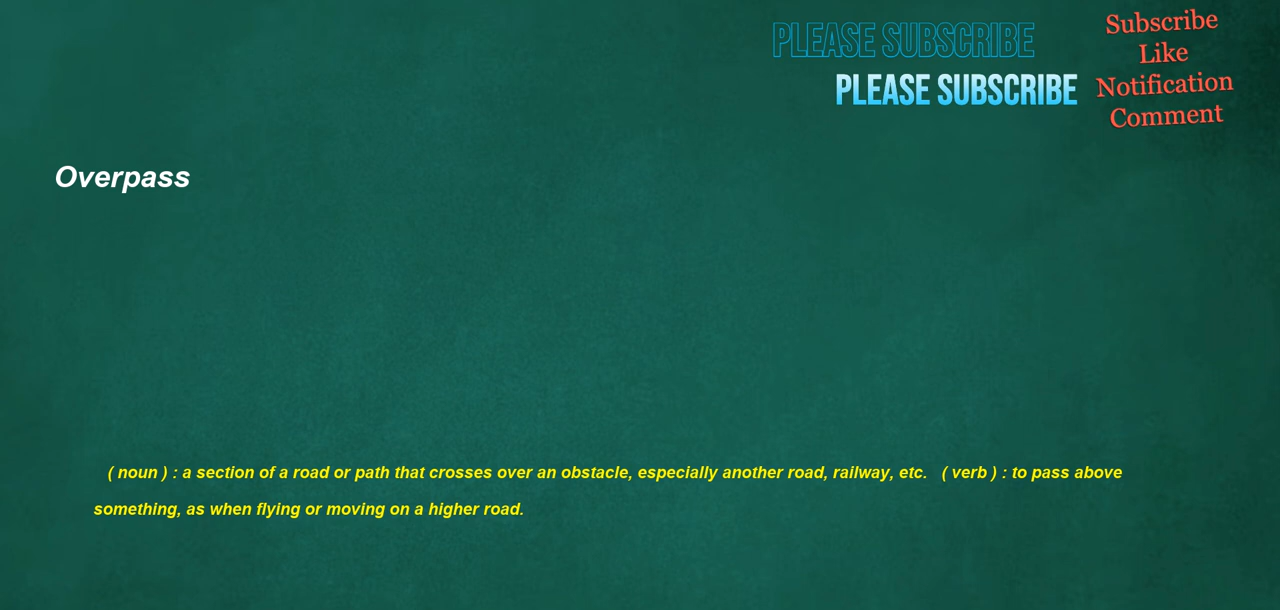 PLEASE SUBSCRIBE
PLEASE SUBSCRIBE
Subscribe
Like
Notification
Comment
Overpass
( noun ) : a section of a road or path that crosses over an obstacle, especially another road, railway, etc. ( verb ) : to pass above
something, as when flying or moving on a higher road.